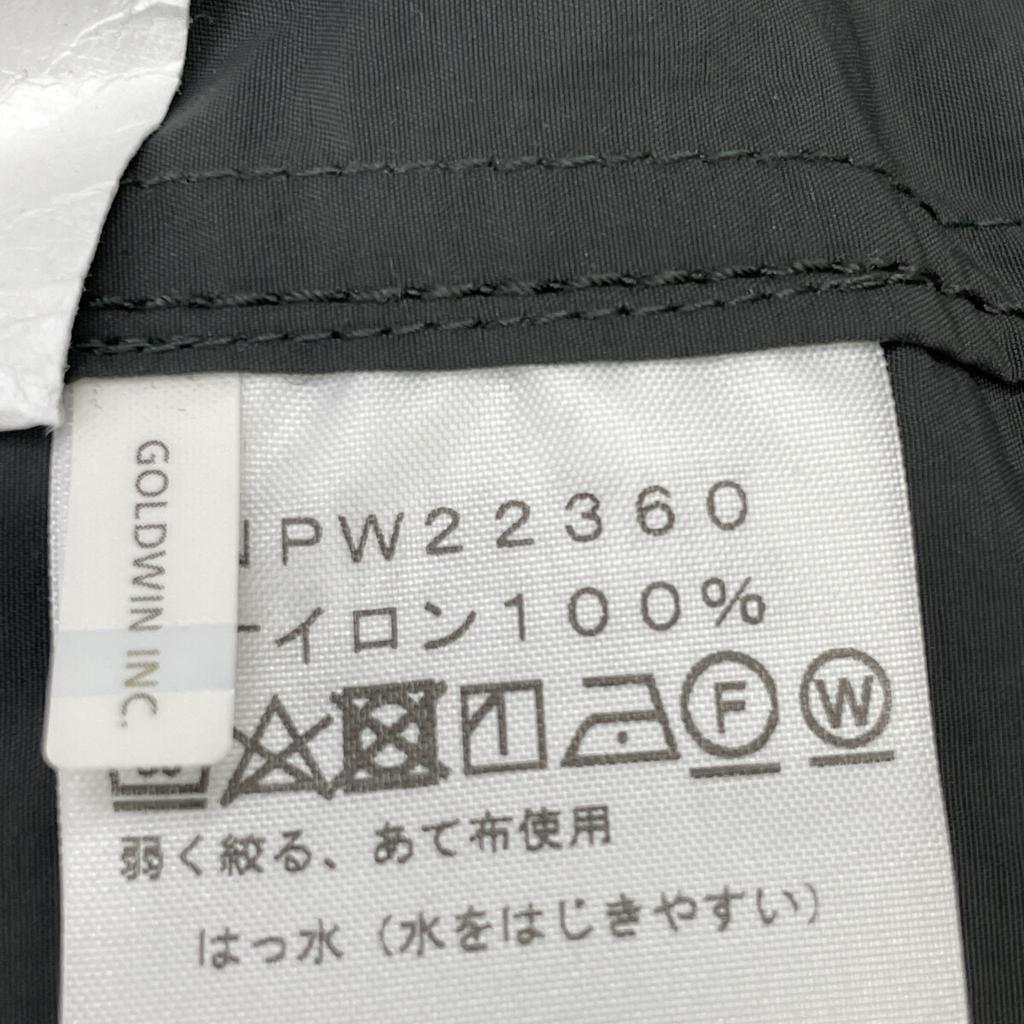 GOLDWIN INC.
NPW22360
ナイロン100%
F W
弱く絞る、あて布使用
はっ水（水をはじきやすい）